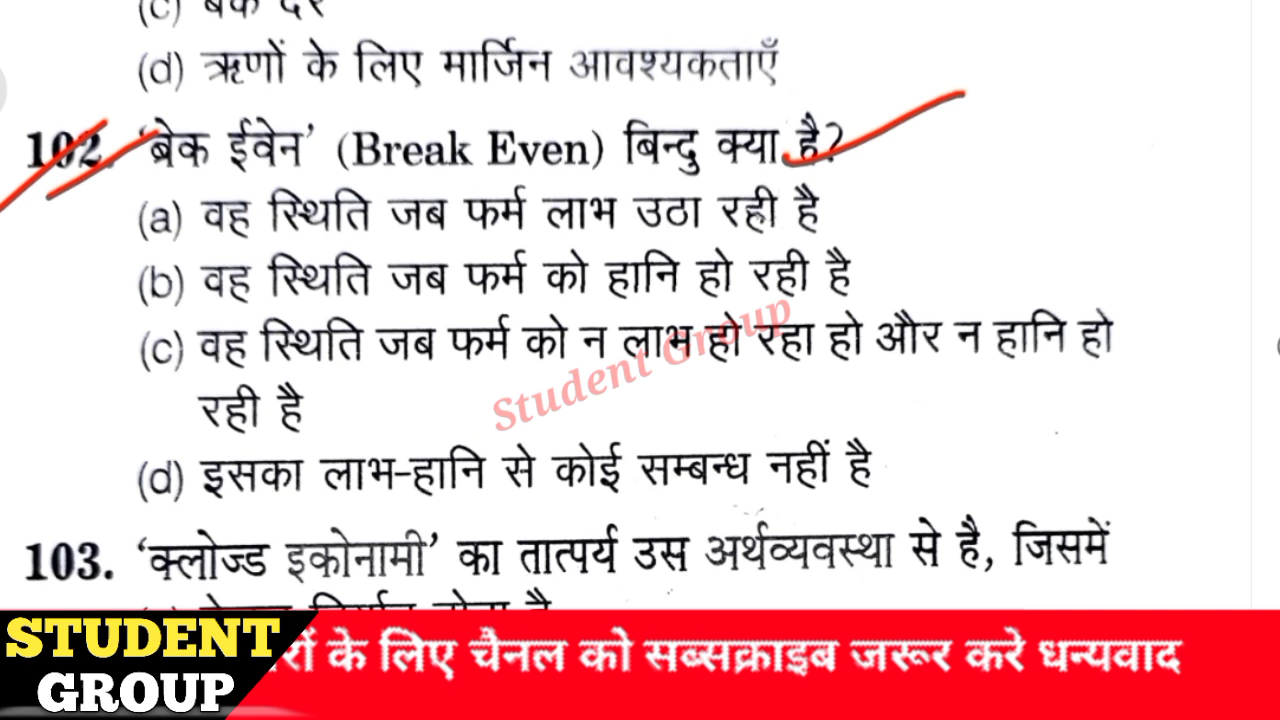 (c) बैंक दर
(d) ऋणों के लिए मार्जिन आवश्यकताएँ
102. 'ब्रेक ईवेन' (Break Even) बिन्दु क्या है?
(a) वह स्थिति जब फर्म लाभ उठा रही है
(b) वह स्थिति जब फर्म को हानि हो रही है
(c) वह स्थिति जब फर्म को न लाभ हो रहा हो और न हानि हो
रही है
Student Group
(d) इसका लाभ-हानि से कोई सम्बन्ध नहीं है
103. 'क्लोज्ड इकोनामी' का तात्पर्य उस अर्थव्यवस्था से है, जिसमें
STUDENT
GROUP
के लिए चैनल को सब्सक्राइब जरूर करे धन्यवाद